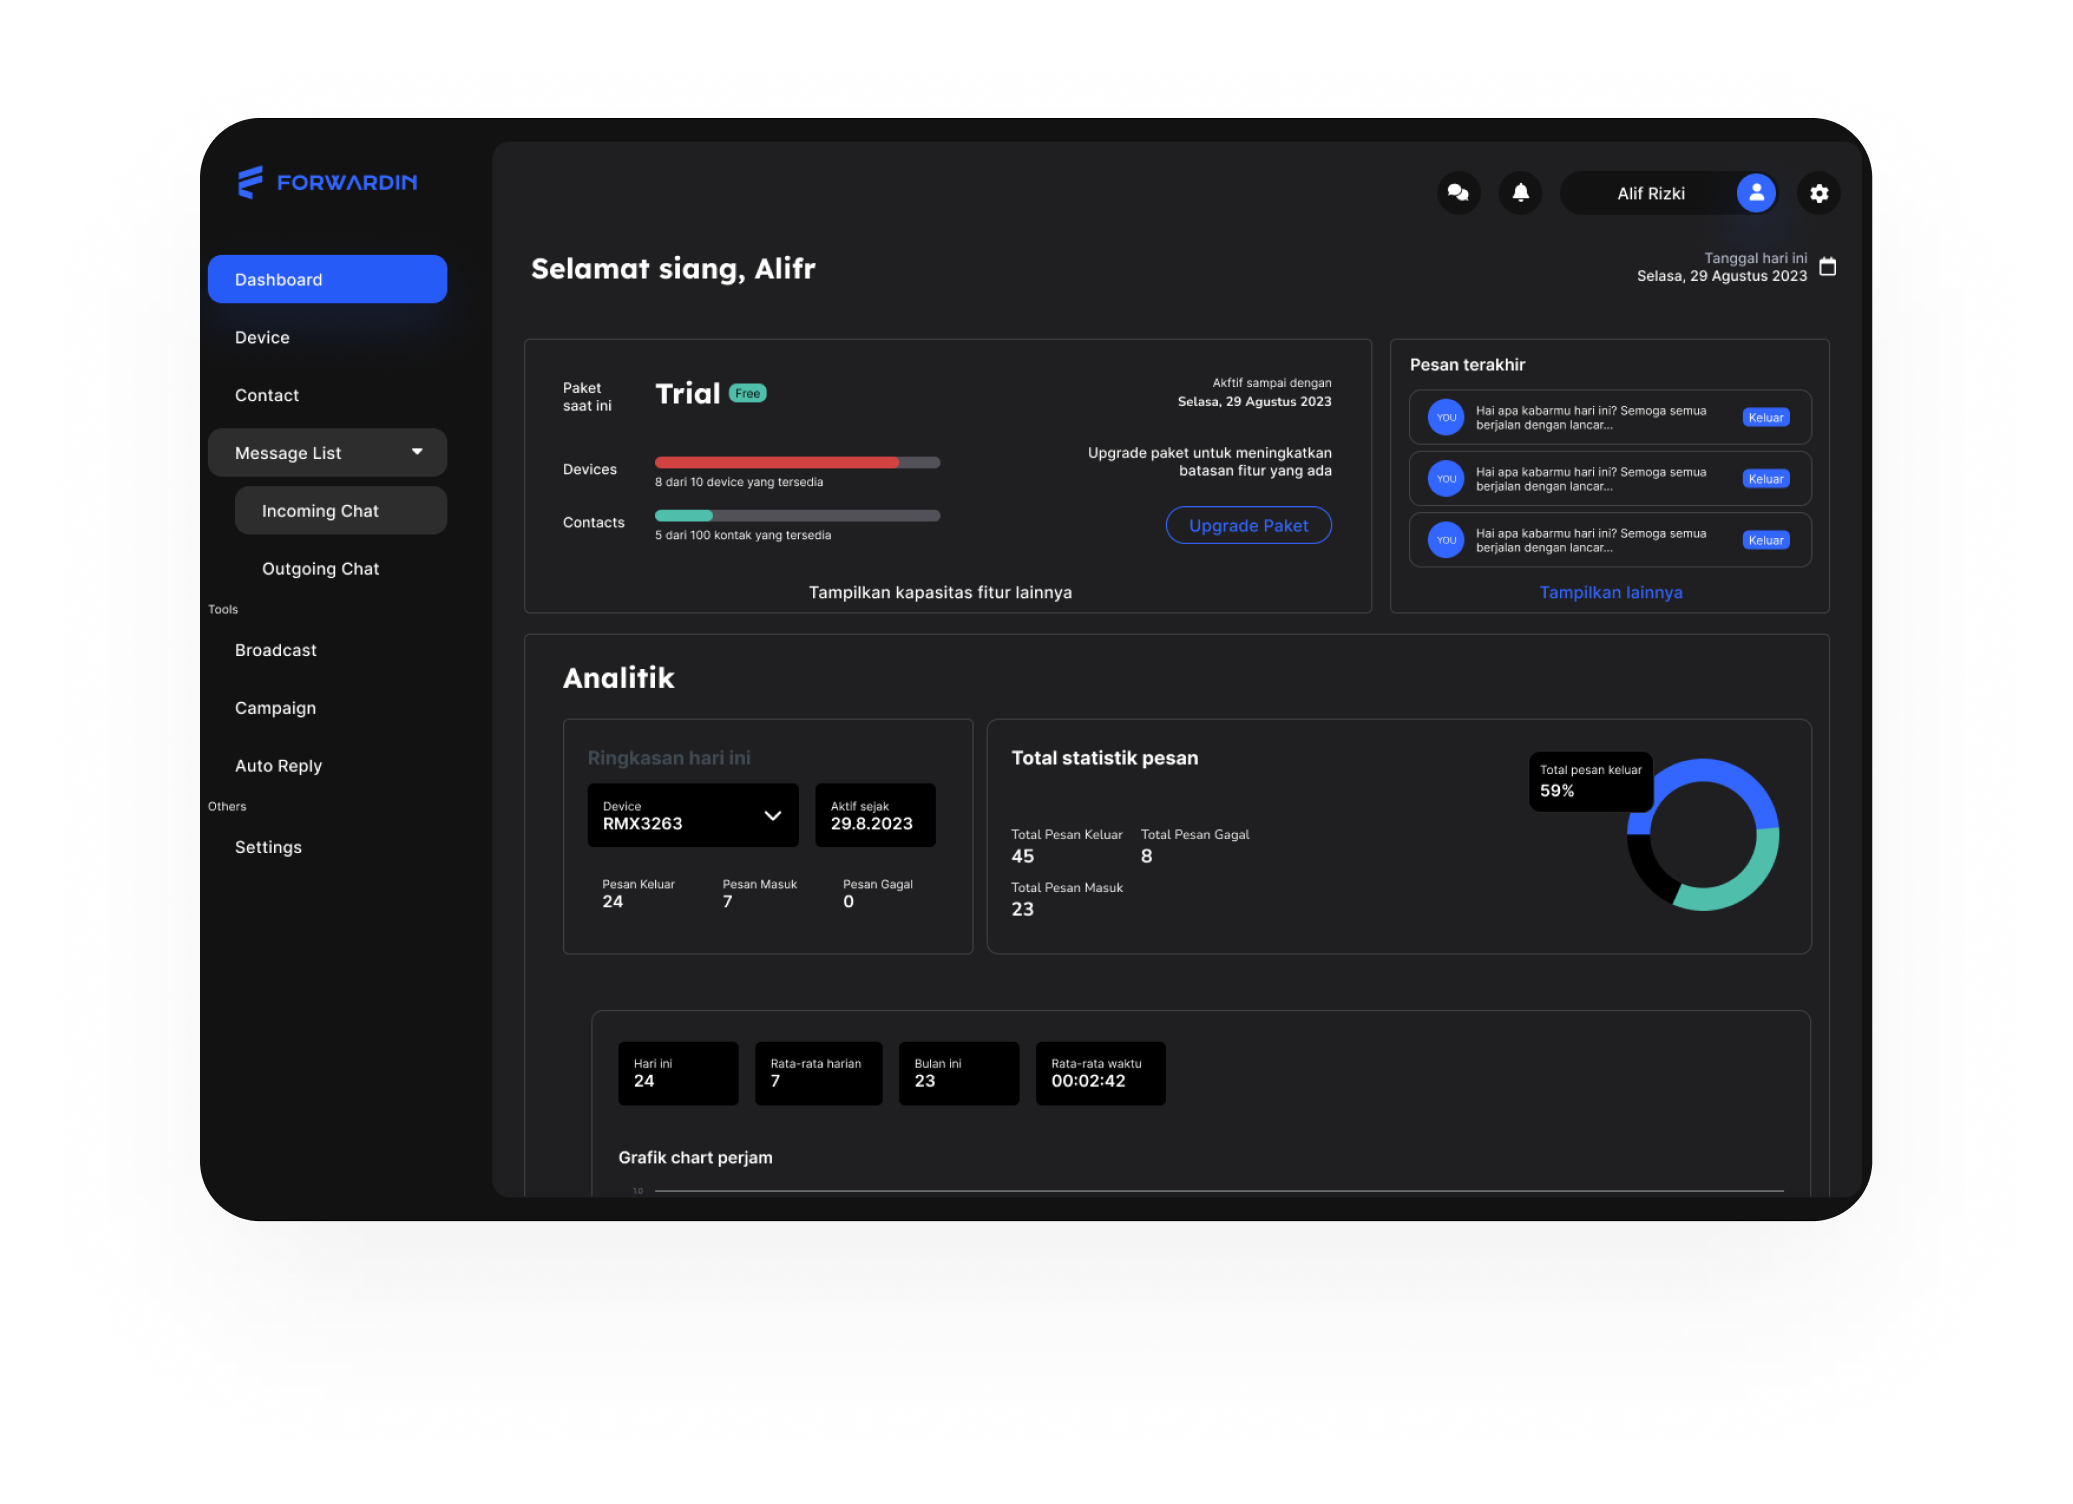 FORWARDIN
Dashboard
Device
Contact
Message List
Incoming Chat
Outgoing Chat
Tools
Broadcast
Campaign
Auto Reply
Others
Settings
Alif Rizki
Selamat siang, Alifr
Tanggal hari ini
Selasa, 29 Agustus 2023
Paket
saat ini
Trial Free
Akftif sampai dengan
Selasa, 29 Agustus 2023
Devices
8 dari 10 device yang tersedia
Contacts
5 dari 100 kontak yang tersedia
Upgrade paket untuk meningkatkan
batasan fitur yang ada
Upgrade Paket
Tampilkan kapasitas fitur lainnya
Pesan terakhir
YOU
Hai apa kabarmu hari ini? Semoga semua
berjalan dengan lancar...
Keluar
YOU
Hai apa kabarmu hari ini? Semoga semua
berjalan dengan lancar...
Keluar
YOU
Hai apa kabarmu hari ini? Semoga semua
berjalan dengan lancar...
Keluar
Tampilkan lainnya
Analitik
Ringkasan hari ini
Device
RMX3263
Aktif sejak
29.8.2023
Pesan Keluar
24
Pesan Masuk
7
Pesan Gagal
0
Total statistik pesan
Total Pesan Keluar
45
Total Pesan Gagal
8
Total Pesan Masuk
23
Total pesan keluar
59%
Hari ini
24
Rata-rata harian
7
Bulan ini
23
Rata-rata waktu
00:02:42
Grafik chart perjam
10